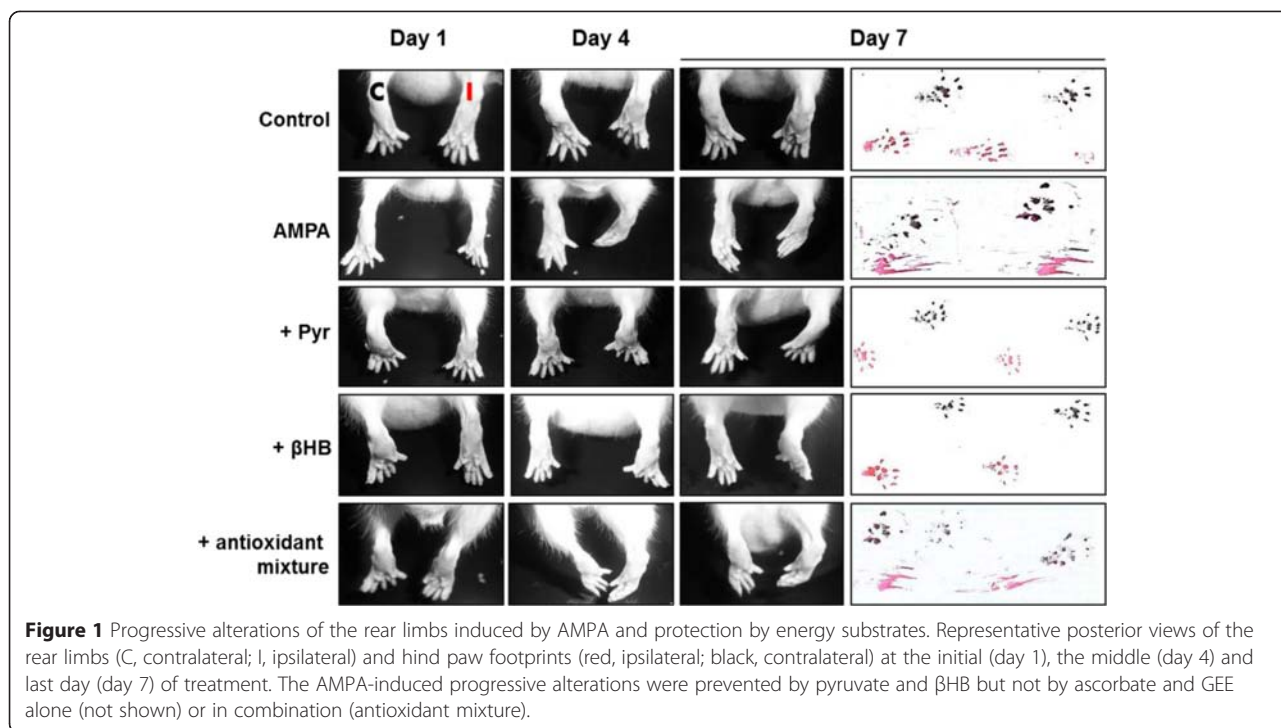 Day 1 Day 4 Day 7
Control
C I
AMPA
+ Pyr
+ βHB
+ antioxidant
mixture
Figure 1 Progressive alterations of the rear limbs induced by AMPA and protection by energy substrates. Representative posterior views of the
rear limbs (C, contralateral; I, ipsilateral) and hind paw footprints (red, ipsilateral; black, contralateral) at the initial (day 1), the middle (day 4) and
last day (day 7) of treatment. The AMPA-induced progressive alterations were prevented by pyruvate and βHB but not by ascorbate and GEE
alone (not shown) or in combination (antioxidant mixture).